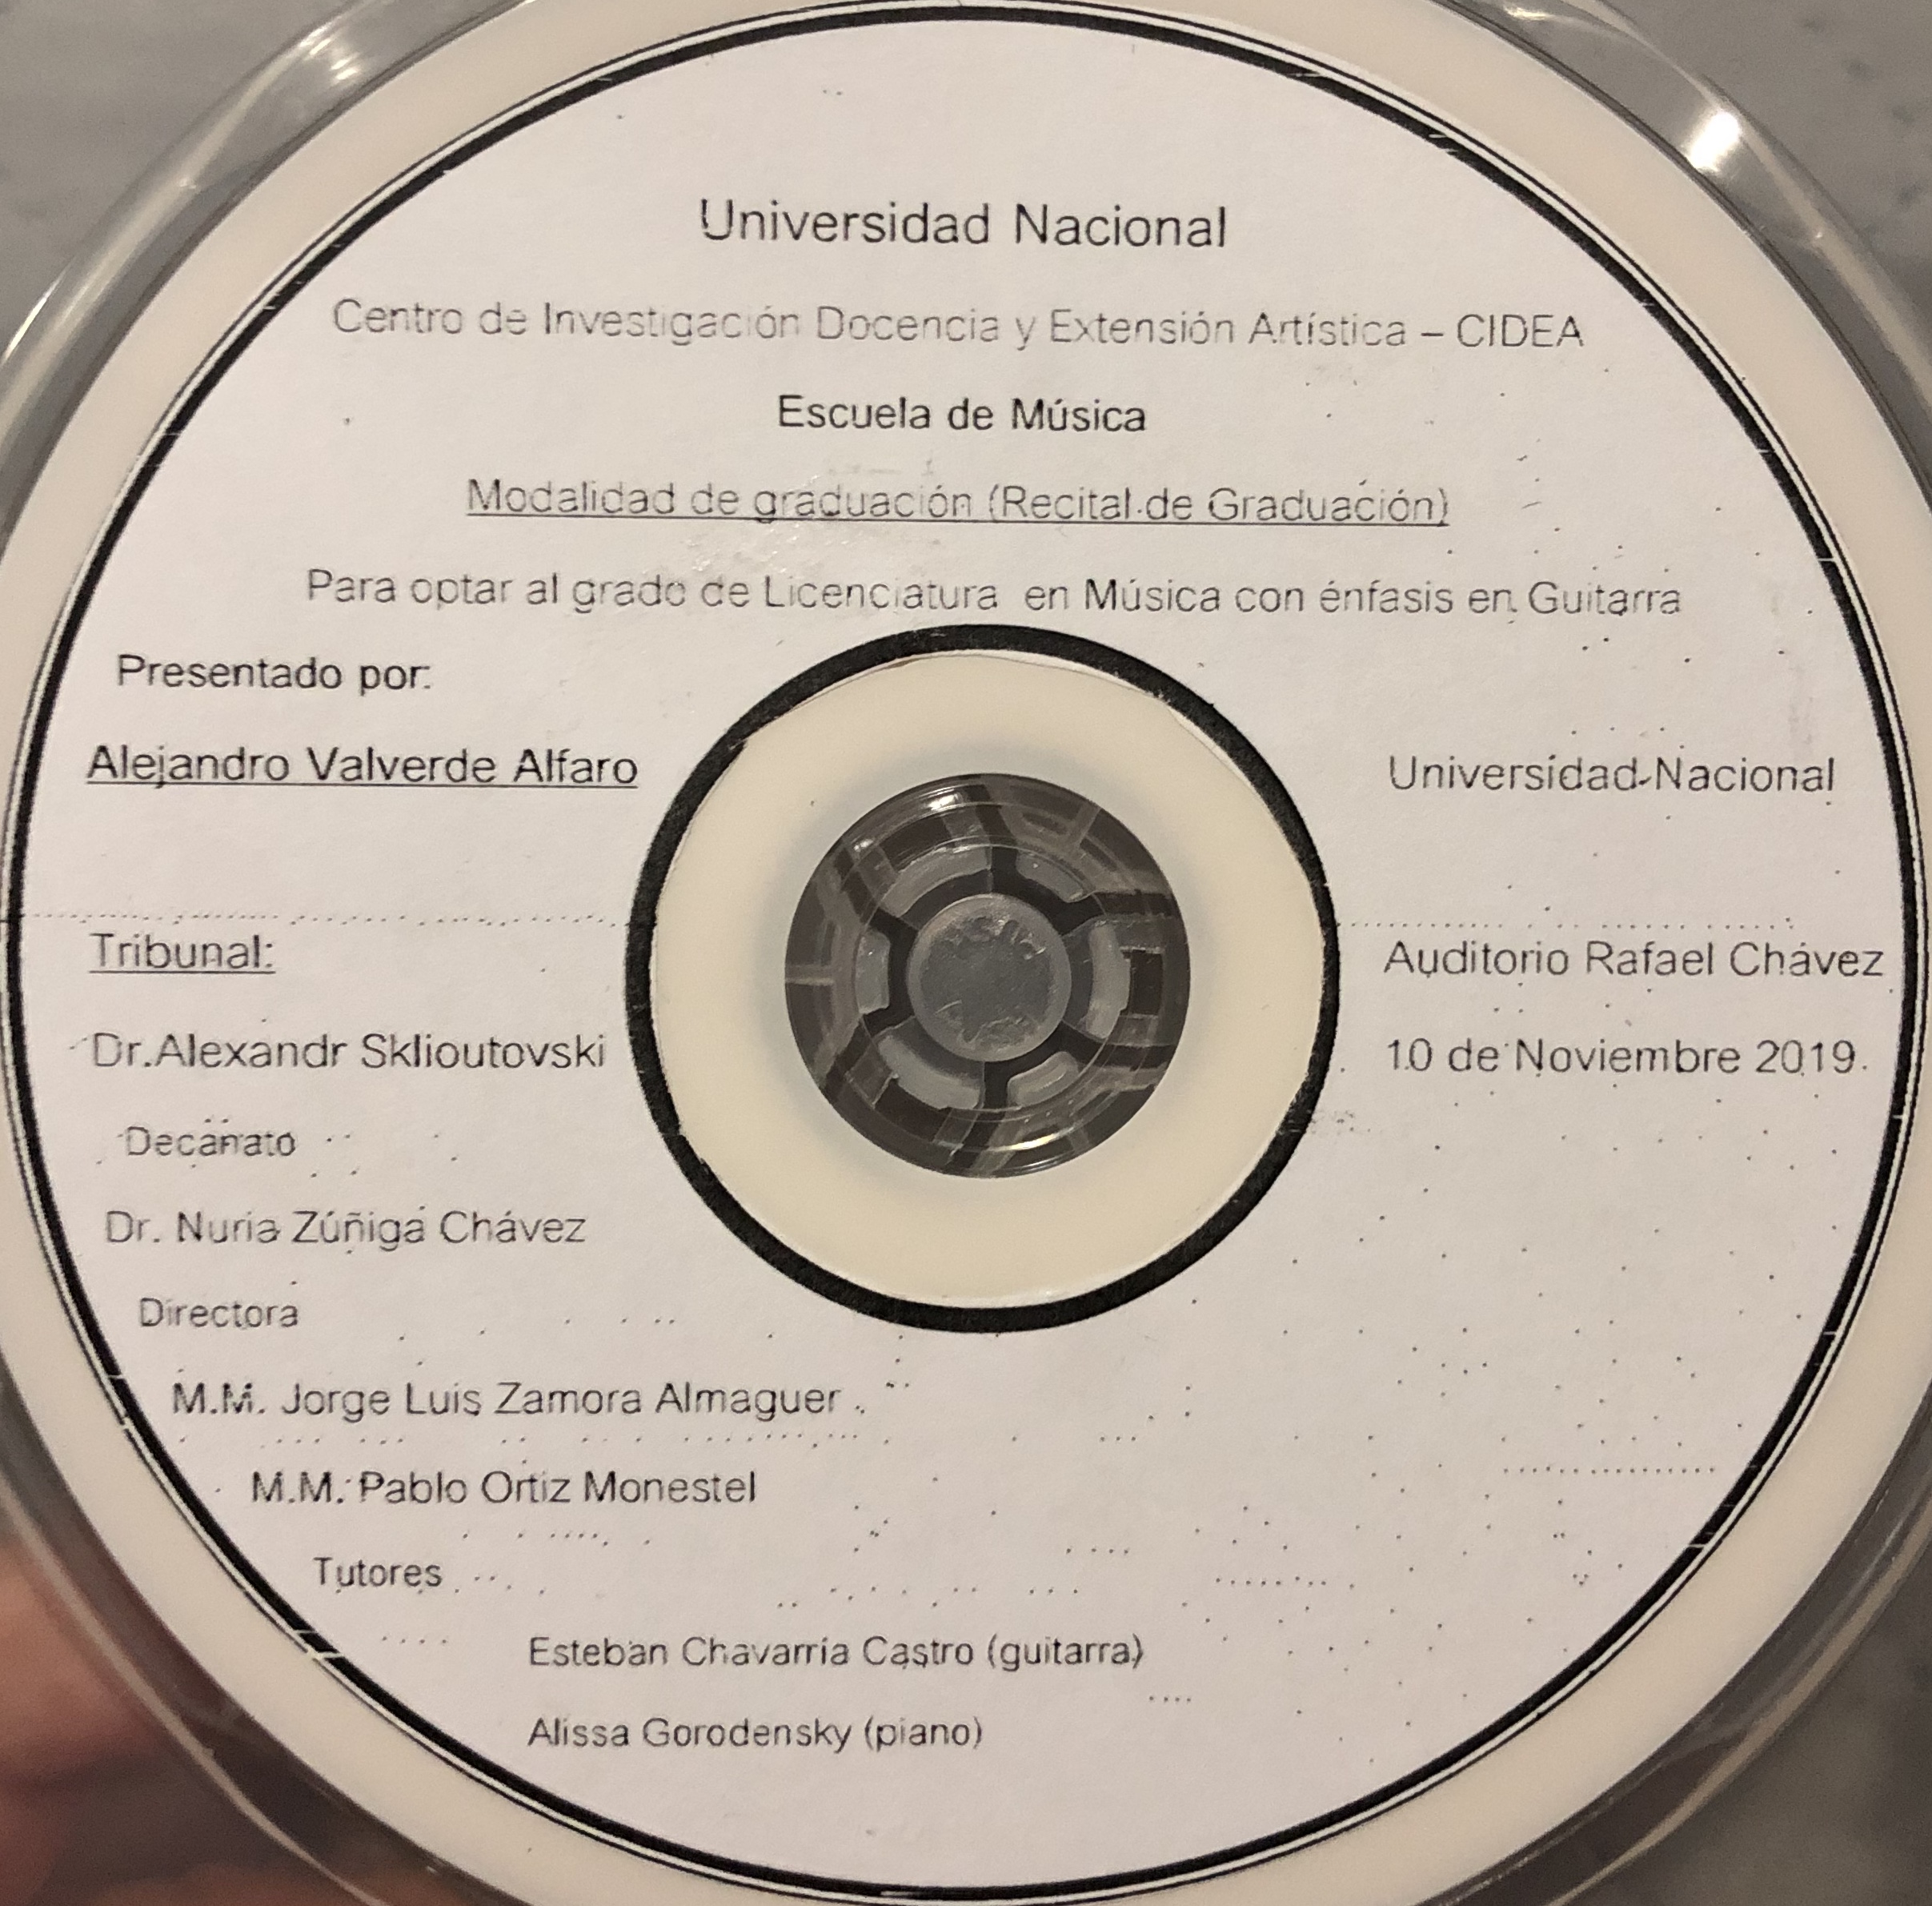 Universidad Nacional
Centro de Investigación Docencia y Extensión Artística – CIDEA
Escuela de Música
Modalidad de graduación (Recital de Graduación)
Para optar al grado de Licenciatura en Música con énfasis en Guitarra
Presentado por:
Alejandro Valverde Alfaro
Universidad Nacional
Tribunal:
Auditorio Rafael Chávez
Dr.Alexandr Sklioutovski
10 de Noviembre 2019.
Decanato
Dr. Nuria Zúñiga Chávez
Directora
M.M. Jorge Luis Zamora Almaguer
M.M. Pablo Ortiz Monestel
Tutores
Esteban Chavarría Castro (guitarra)
Alissa Gorodensky (piano)